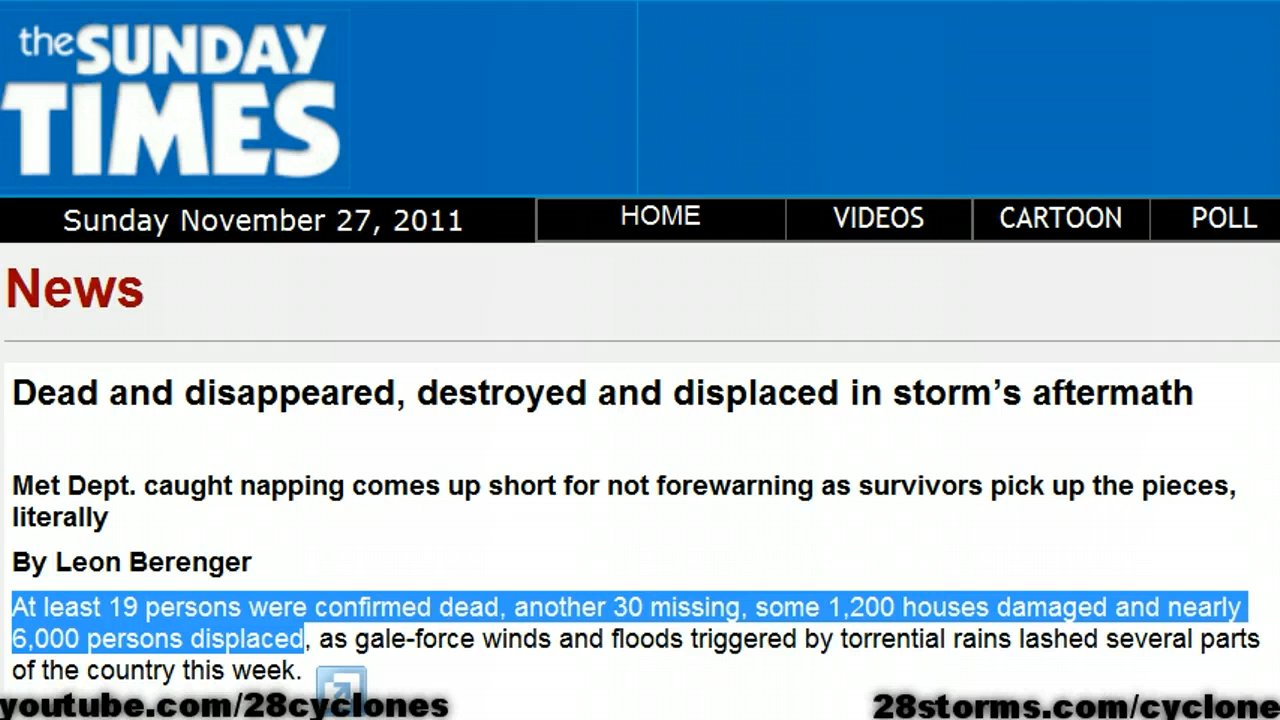 the SUNDAY
TIMES
Sunday November 27, 2011
HOME
VIDEOS
CARTOON
POLL
News
Dead and disappeared, destroyed and displaced in storm’s aftermath
Met Dept. caught napping comes up short for not forewarning as survivors pick up the pieces,
literally
By Leon Berenger
At least 19 persons were confirmed dead, another 30 missing, some 1,200 houses damaged and nearly
6,000 persons displaced, as gale-force winds and floods triggered by torrential rains lashed several parts
of the country this week.
youtube.com/28cyclones
28storms.com/cyclone